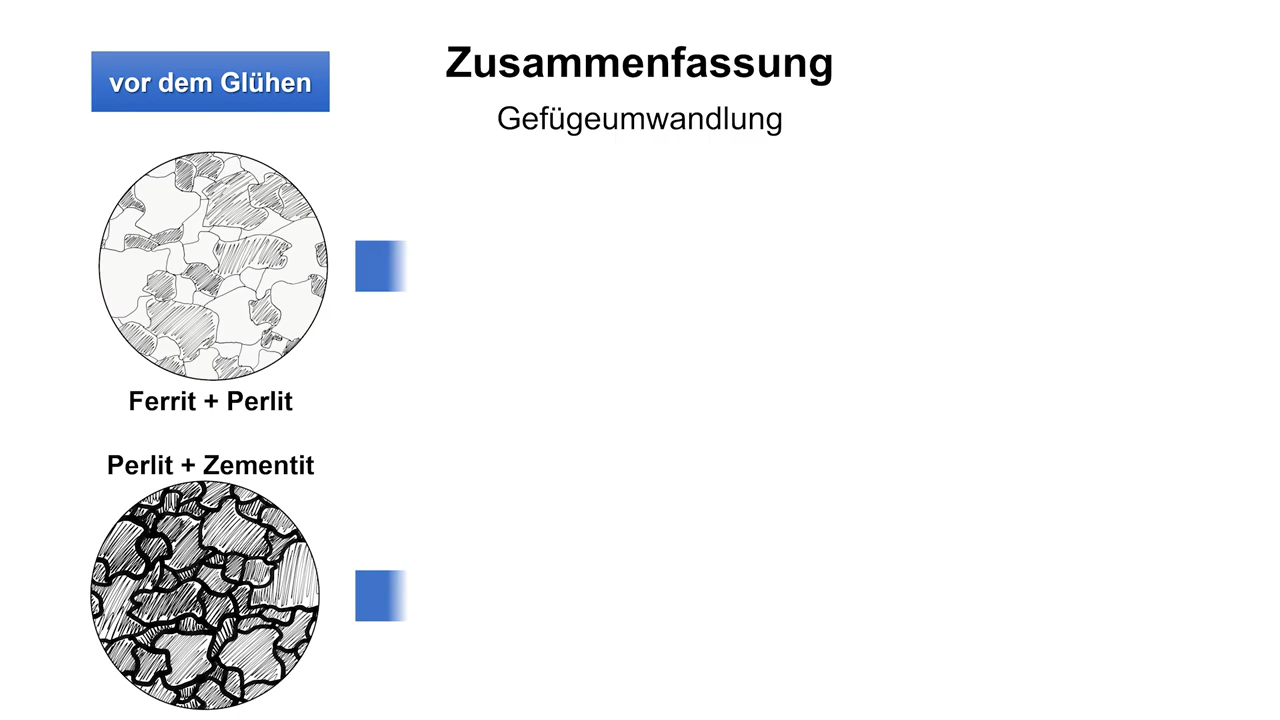 vor dem Glühen
Zusammenfassung
Gefügeumwandlung
Ferrit + Perlit
Perlit + Zementit